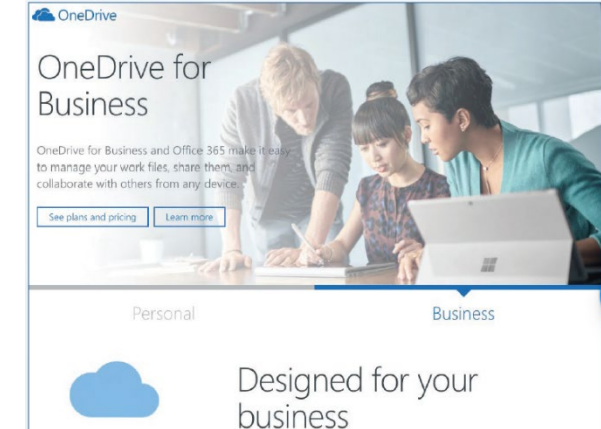 OneDrive
OneDrive for
Business
OneDrive for Business and Office 365 make it easy
to manage your work files, share them, and
collaborate with others from any device.
See plans and pricing
Learn more
Personal
Business
Designed for your
business